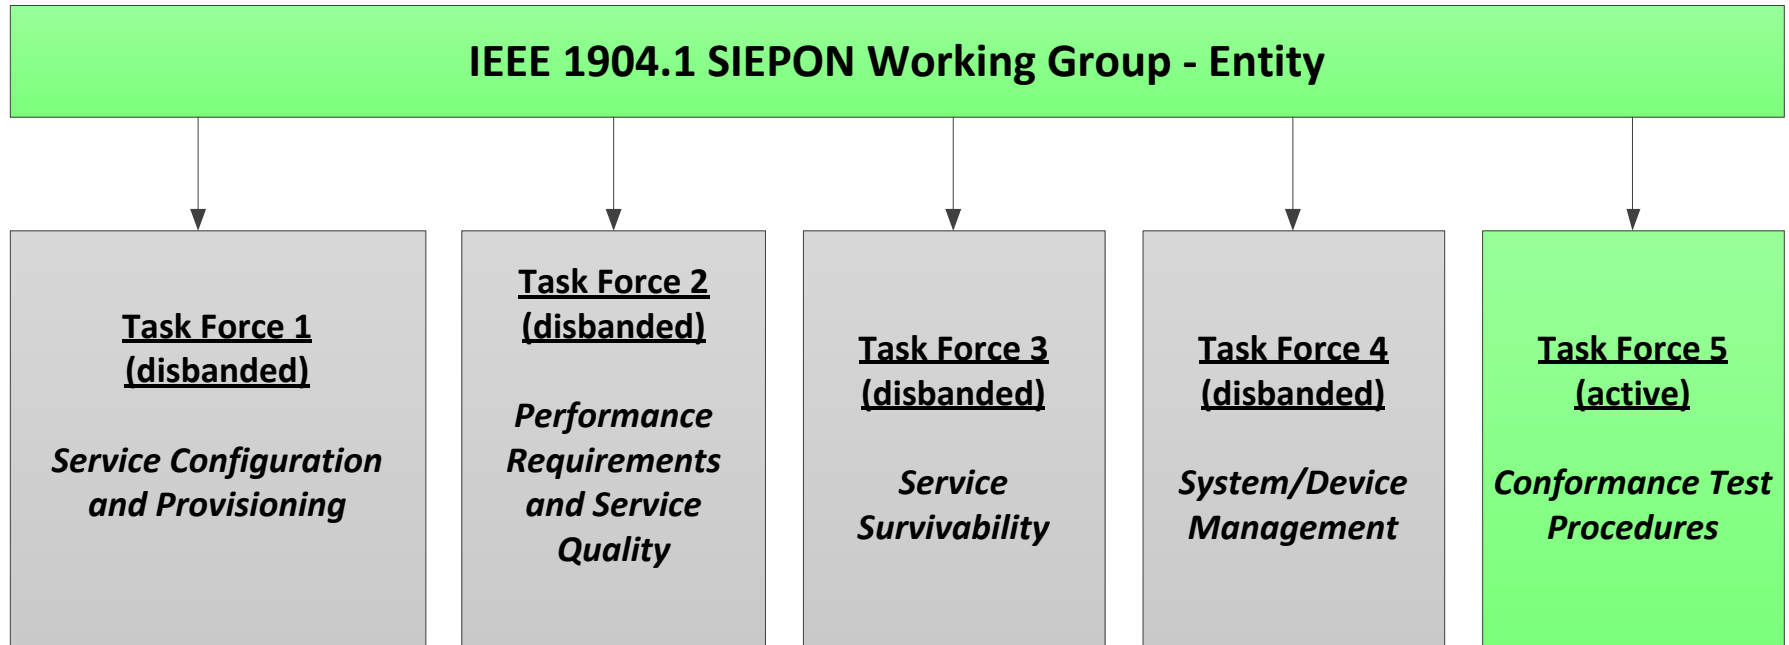 IEEE 1904.1 SIEPON Working Group - Entity
Task Force 1
(disbanded)
Service Configuration
and Provisioning
Task Force 2
(disbanded)
Performance
Requirements
and Service
Quality
Task Force 3
(disbanded)
Service
Survivability
Task Force 4
(disbanded)
System/Device
Management
Task Force 5
(active)
Conformance Test
Procedures